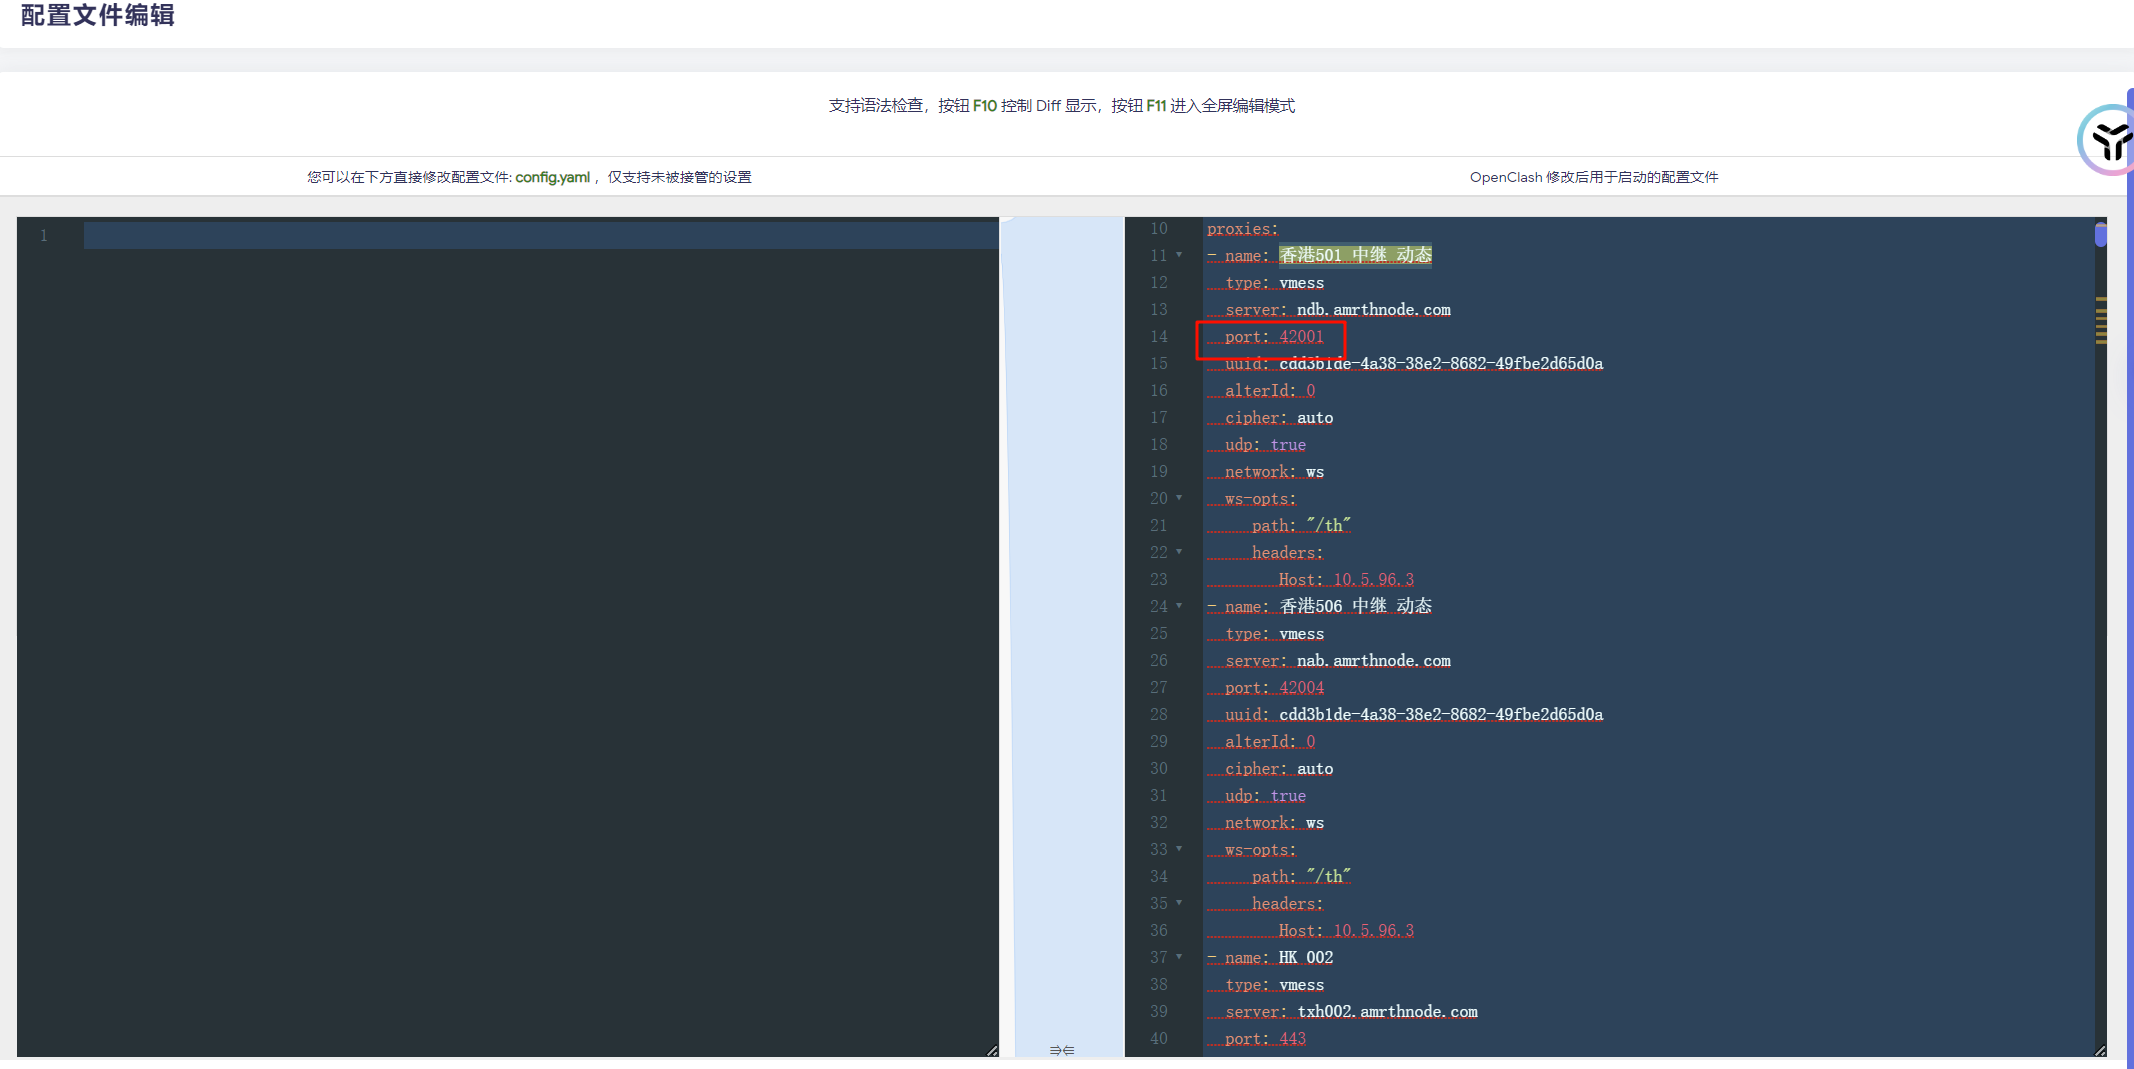 配置文件编辑
支持语法检查，按钮 F10 控制 Diff 显示，按钮 F11 进入全屏编辑模式
您可以在下方直接修改配置文件: config.yaml ，仅支持未被接管的设置
OpenClash 修改后用于启动的配置文件
1
10 proxies:
11 - name: 香港501 中继 动态
12 type: vmess
13 server: ndb.amrthnode.com
14 port: 42001
15 uuid: cdd3b1de-4a38-38e2-8682-49fbe2d65d0a
16 alterId: 0
17 cipher: auto
18 udp: true
19 network: ws
20 ws-opts:
21 path: "/th"
22 headers:
23 Host: 10.5.96.3
24 - name: 香港506 中继 动态
25 type: vmess
26 server: nab.amrthnode.com
27 port: 42004
28 uuid: cdd3b1de-4a38-38e2-8682-49fbe2d65d0a
29 alterId: 0
30 cipher: auto
31 udp: true
32 network: ws
33 ws-opts:
34 path: "/th"
35 headers:
36 Host: 10.5.96.3
37 - name: HK 002
38 type: vmess
39 server: txh002.amrthnode.com
40 port: 443